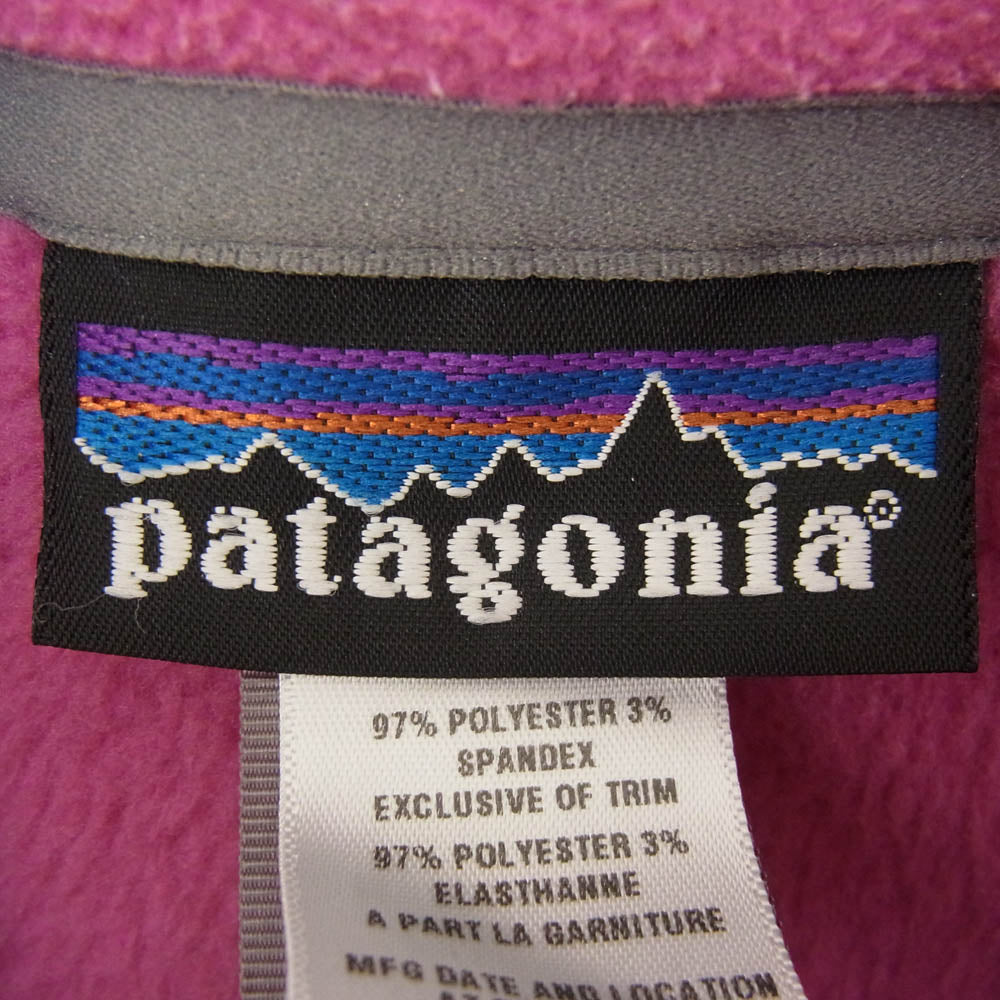 patagonia®
97% POLYESTER 3%
SPANDEX
EXCLUSIVE OF TRIM
97% POLYESTER 3%
ELASTHANNE
A PART LA GARNITURE
MFG DATE AND LOCATION